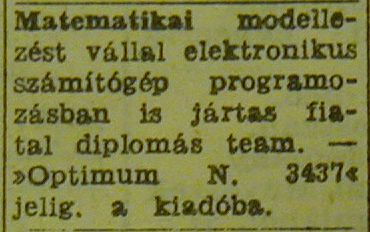 Matematikai modelle-
zést vállal elektronikus
számítógép programo-
zásban is jártas fia-
tal diplomás team. —
»Optimum N. 3437«
jelig. a kiadóba.